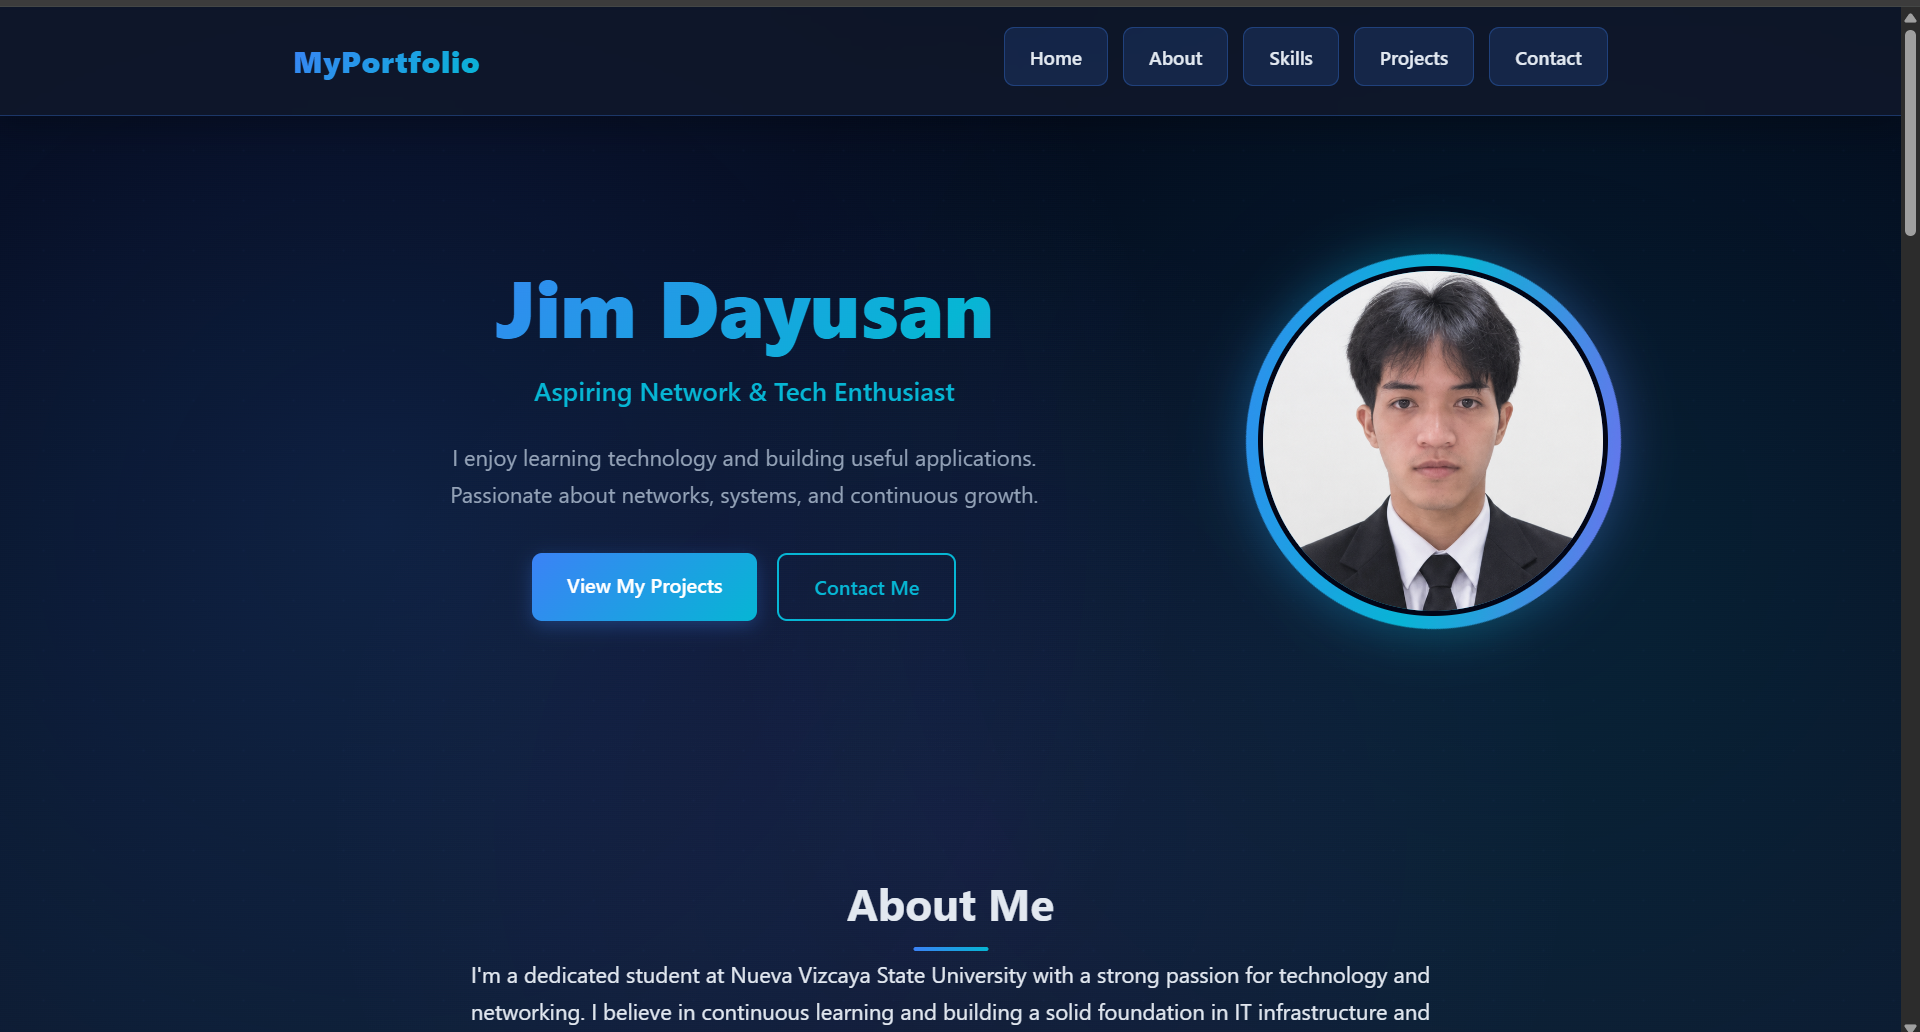 MyPortfolio
Home
About
Skills
Projects
Contact
Jim Dayusan
Aspiring Network & Tech Enthusiast
I enjoy learning technology and building useful applications.
Passionate about networks, systems, and continuous growth.
View My Projects
Contact Me
About Me
I'm a dedicated student at Nueva Vizcaya State University with a strong passion for technology and
networking. I believe in continuous learning and building a solid foundation in IT infrastructure and